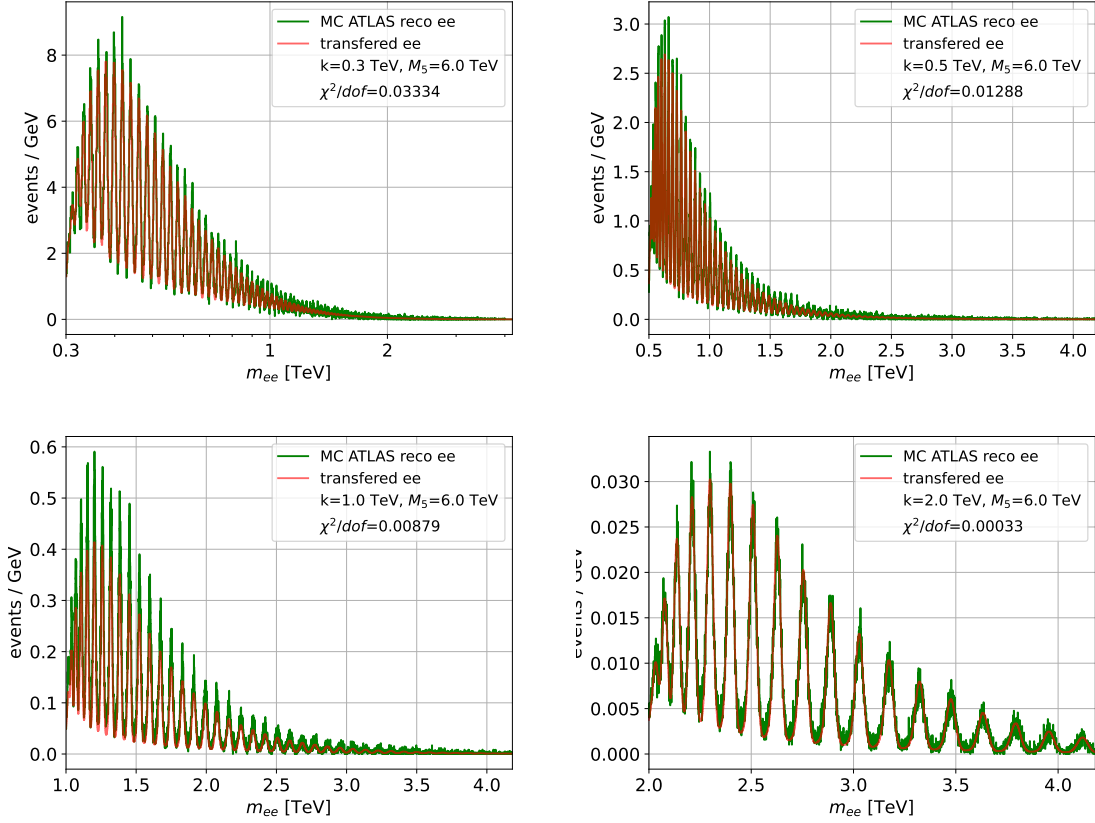 MC ATLAS reco ee
transfered ee
k=0.3 TeV, M₅=6.0 TeV
χ²/dof=0.03334
events / GeV
8
6
4
2
0
0.3
1
2
mₑₑ [TeV]
MC ATLAS reco ee
transfered ee
k=0.5 TeV, M₅=6.0 TeV
χ²/dof=0.01288
events / GeV
3.0
2.5
2.0
1.5
1.0
0.5
0.0
0.5 1.0 1.5 2.0 2.5 3.0 3.5 4.0
mₑₑ [TeV]
MC ATLAS reco ee
transfered ee
k=1.0 TeV, M₅=6.0 TeV
χ²/dof=0.00879
events / GeV
0.6
0.5
0.4
0.3
0.2
0.1
0.0
1.0 1.5 2.0 2.5 3.0 3.5 4.0
mₑₑ [TeV]
MC ATLAS reco ee
transfered ee
k=2.0 TeV, M₅=6.0 TeV
χ²/dof=0.00033
events / GeV
0.030
0.025
0.020
0.015
0.010
0.005
0.000
2.0 2.5 3.0 3.5 4.0
mₑₑ [TeV]